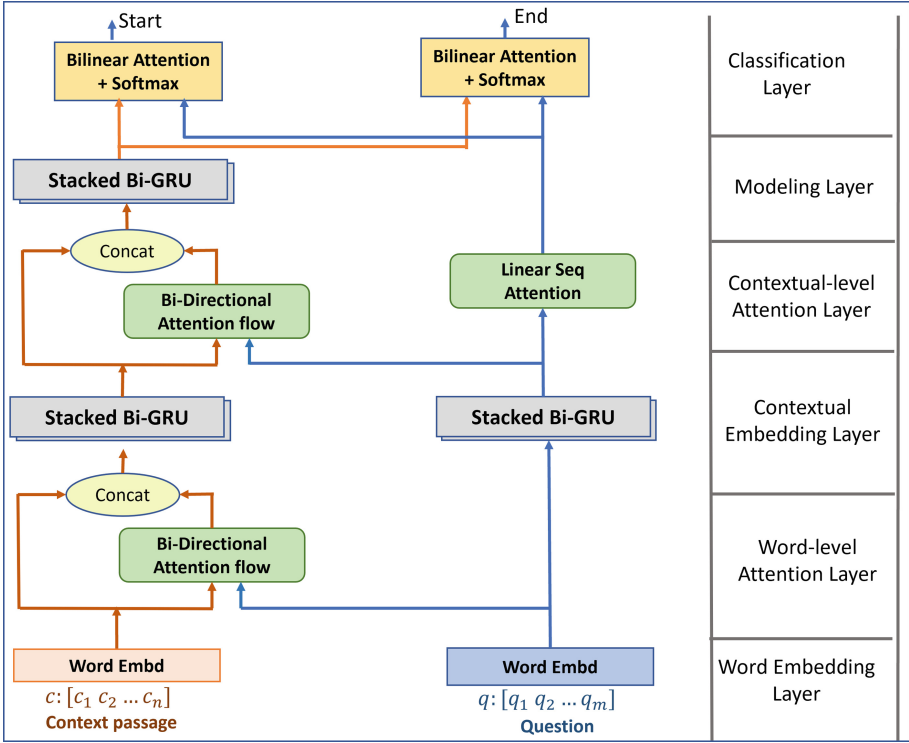 Start
End
Bilinear Attention
+ Softmax
Bilinear Attention
+ Softmax
Classification
Layer
Stacked Bi-GRU
Modeling Layer
Concat
Bi-Directional
Attention flow
Linear Seq
Attention
Contextual-level
Attention Layer
Stacked Bi-GRU
Stacked Bi-GRU
Contextual
Embedding Layer
Concat
Bi-Directional
Attention flow
Word-level
Attention Layer
Word Embd
Word Embd
Word Embedding
Layer
c: [c₁ c₂ … cₙ]
Context passage
q: [q₁ q₂ … qₘ]
Question